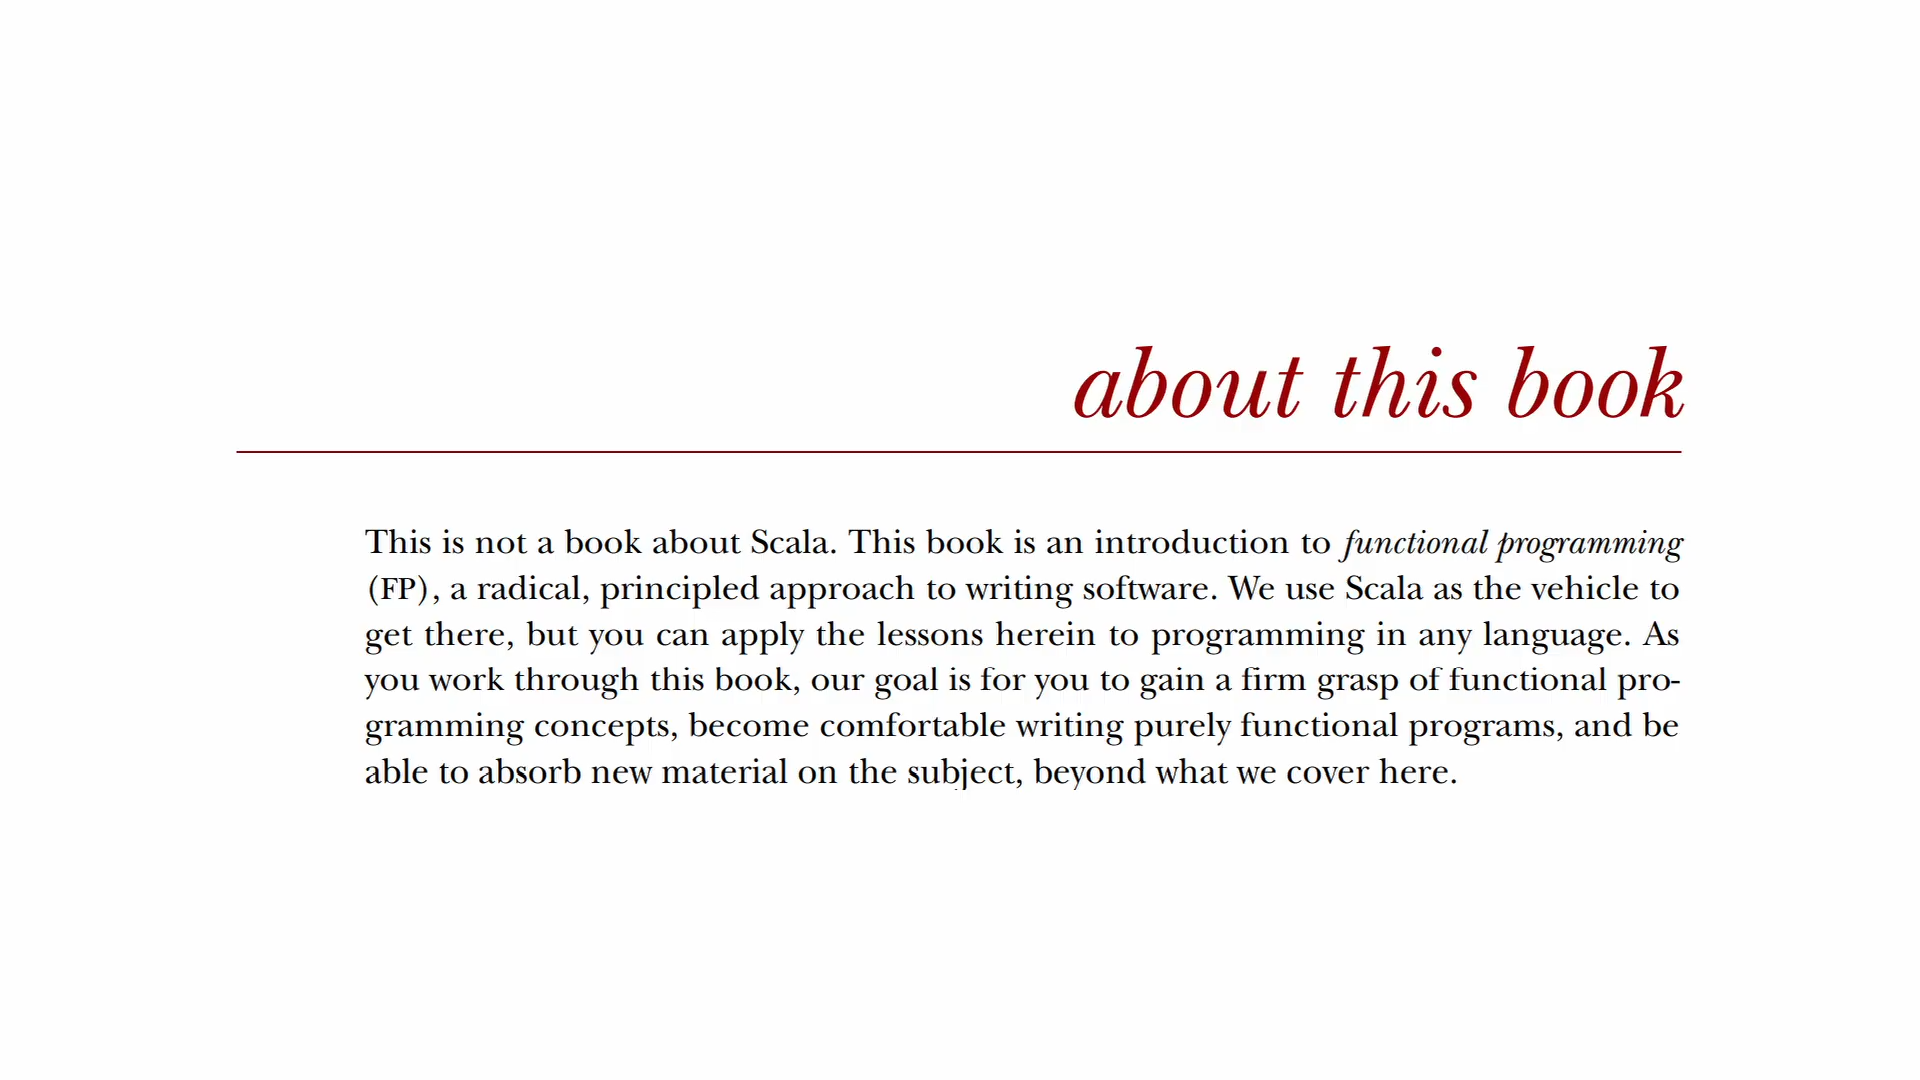 about this book
This is not a book about Scala. This book is an introduction to functional programming
(FP), a radical, principled approach to writing software. We use Scala as the vehicle to
get there, but you can apply the lessons herein to programming in any language. As
you work through this book, our goal is for you to gain a firm grasp of functional pro-
gramming concepts, become comfortable writing purely functional programs, and be
able to absorb new material on the subject, beyond what we cover here.